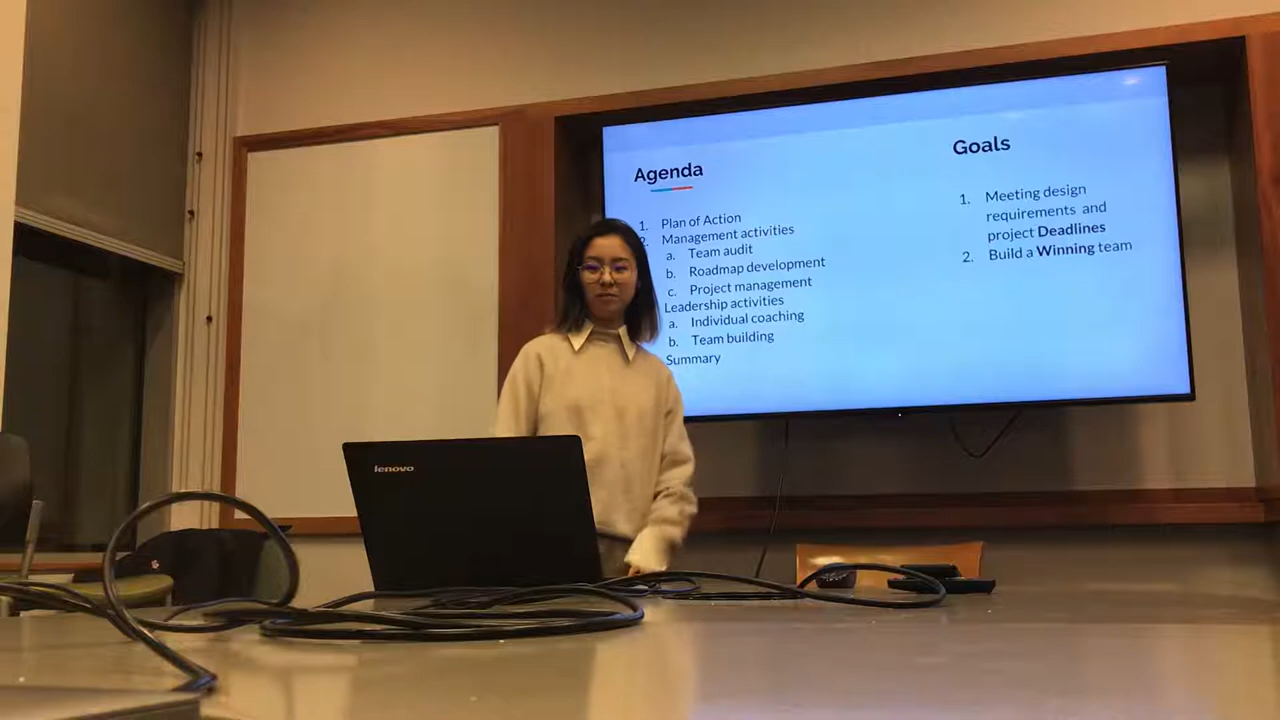 Agenda
1. Plan of Action
2. Management activities
a. Team audit
b. Roadmap development
c. Project management
Leadership activities
a. Individual coaching
b. Team building
Summary
Goals
1. Meeting design
requirements and
project Deadlines
2. Build a Winning team
lenovo